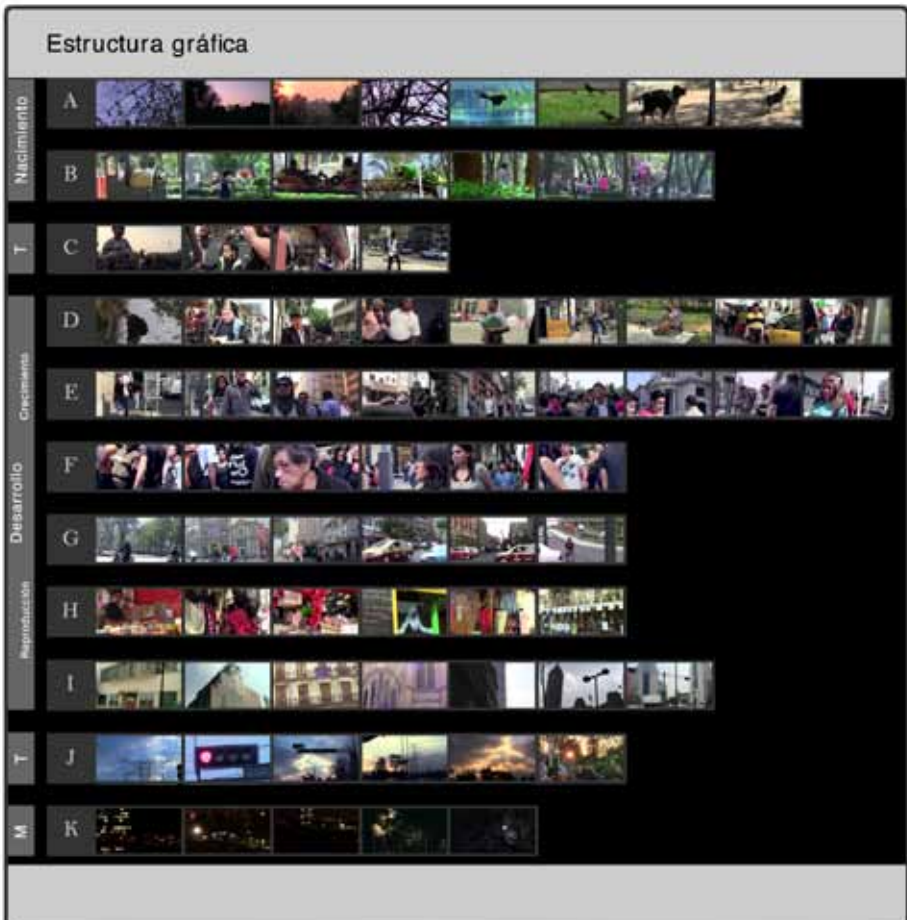 Estructura gráfica
Nacimiento
A
B
T
C
Desarrollo
Crecimiento
D
E
F
G
Reproducción
H
I
T
J
M
K